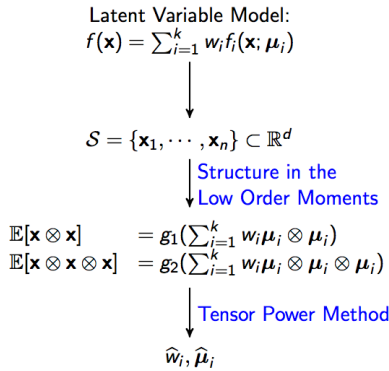 Latent Variable Model:
f(x) = ∑_{i=1}^{k} w_i f_i(x; μ_i)
S = {x_1, ⋯, x_n} ⊂ ℝ^d
Structure in the
Low Order Moments
𝔼[x ⊗ x] = g_1(∑_{i=1}^{k} w_i μ_i ⊗ μ_i)
𝔼[x ⊗ x ⊗ x] = g_2(∑_{i=1}^{k} w_i μ_i ⊗ μ_i ⊗ μ_i)
Tensor Power Method
ŵ_i, μ̂_i